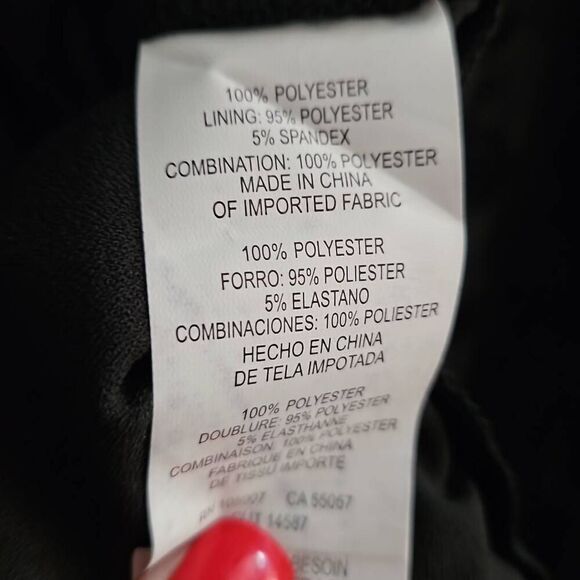 100% POLYESTER
LINING: 95% POLYESTER
5% SPANDEX
COMBINATION: 100% POLYESTER
MADE IN CHINA
OF IMPORTED FABRIC
100% POLYESTER
FORRO: 95% POLIESTER
5% ELASTANO
COMBINACIONES: 100% POLIESTER
HECHO EN CHINA
DE TELA IMPOTADA
100% POLYESTER
DOUBLURE: 95% POLYESTER
5% ELASTHANNE
COMBINAISON: 100% POLYESTER
FABRIQUE EN CHINA
DE TISSU IMPORTE
CA 55067
14587
BESOIN